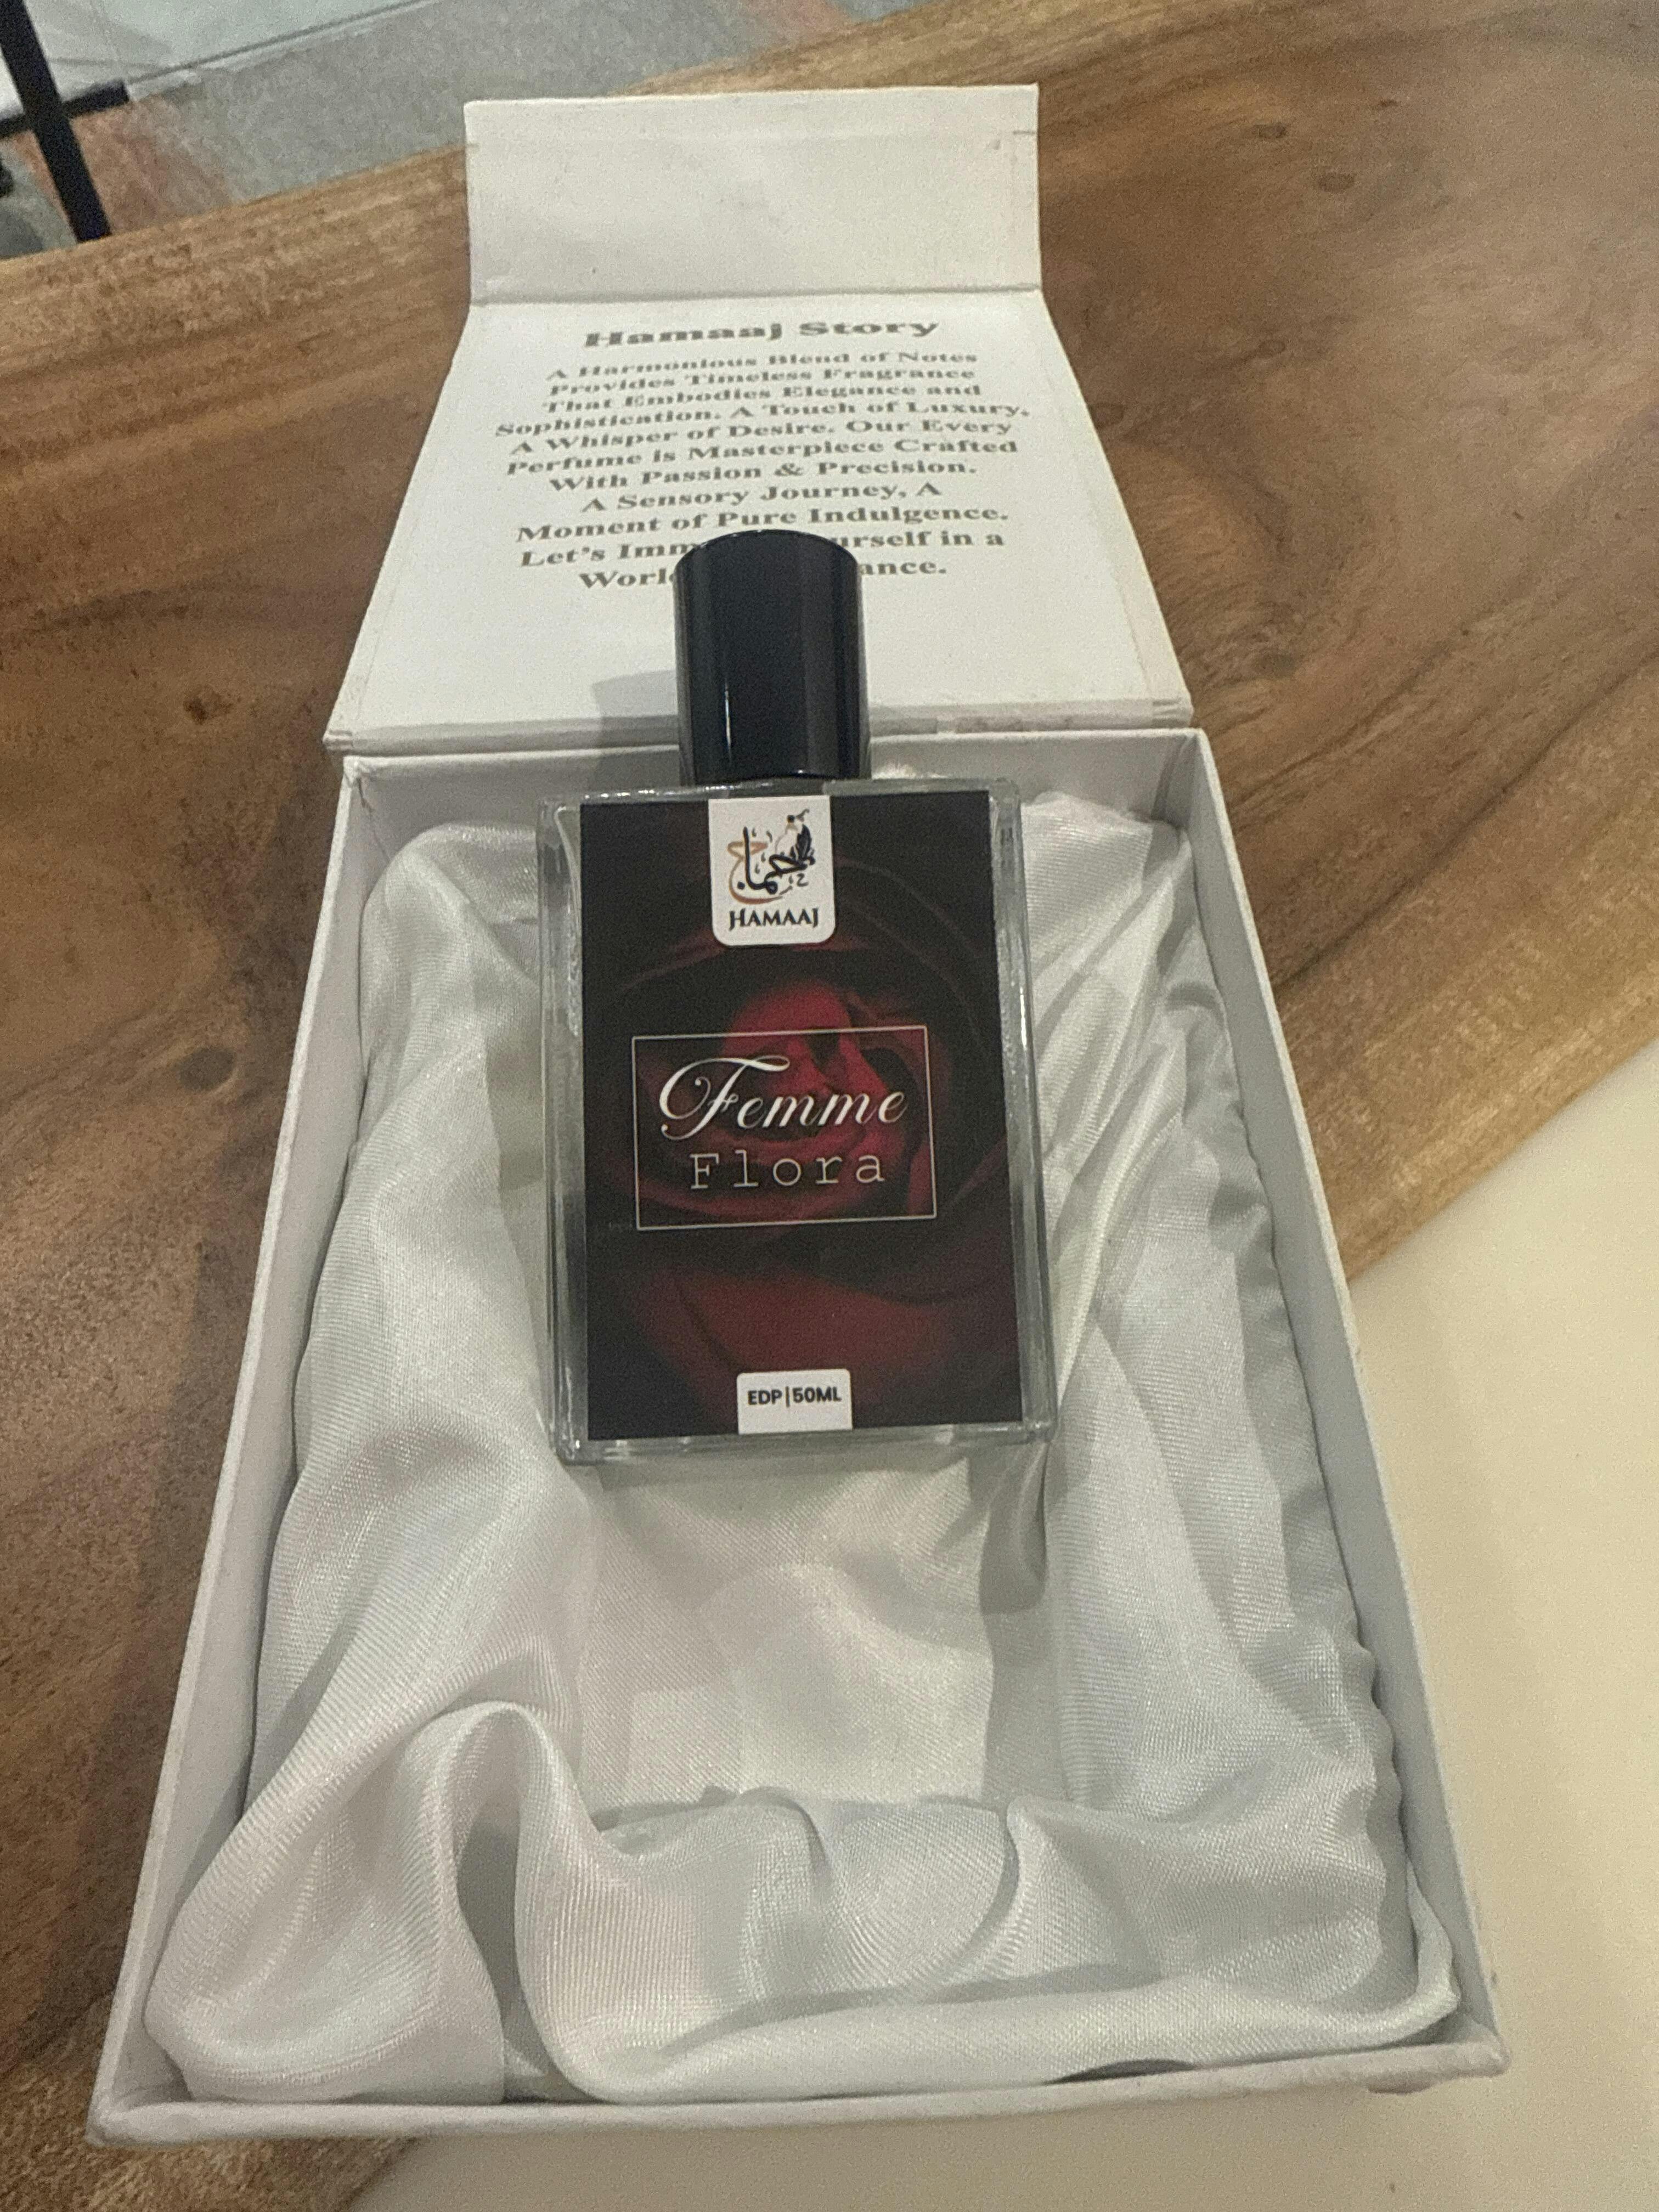 Hamaaj Story
A Harmonious Blend of Notes
Provides Timeless Fragrance
That Embodies Elegance and
Sophistication. A Touch of Luxury,
A Whisper of Desire. Our Every
Perfume is Masterpiece Crafted
With Passion & Precision.
A Sensory Journey, A
Moment of Pure Indulgence.
Let's in a
حماج
HAMAAJ
Femme
Flora
EDP|50ML